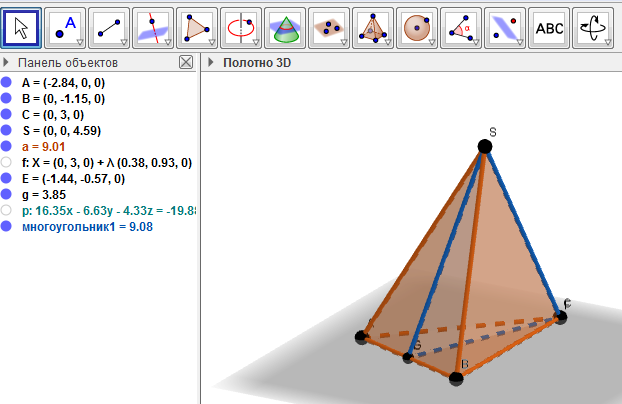 A
α
ABC
Панель объектов
Полотно 3D
A = (-2.84, 0, 0)
B = (0, -1.15, 0)
C = (0, 3, 0)
S = (0, 0, 4.59)
a = 9.01
f: X = (0, 3, 0) + λ (0.38, 0.93, 0)
E = (-1.44, -0.57, 0)
g = 3.85
p: 16.35x - 6.63y - 4.33z = -19.8
многоугольник1 = 9.08
S
G
B